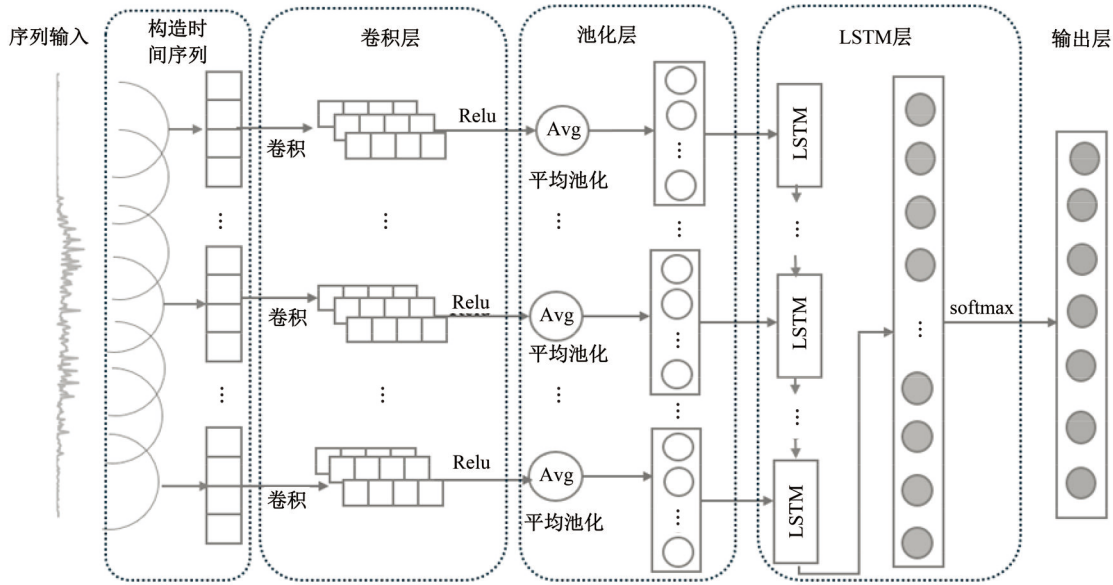 序列输入
构造时
间序列
卷积层
池化层
LSTM层
输出层
卷积
Relu
Avg
平均池化
⋮
LSTM
⋮
⋮
⋮
⋮
⋮
⋮
卷积
Relu
Avg
平均池化
⋮
LSTM
...
softmax
⋮
⋮
⋮
⋮
⋮
卷积
Relu
Avg
平均池化
⋮
LSTM